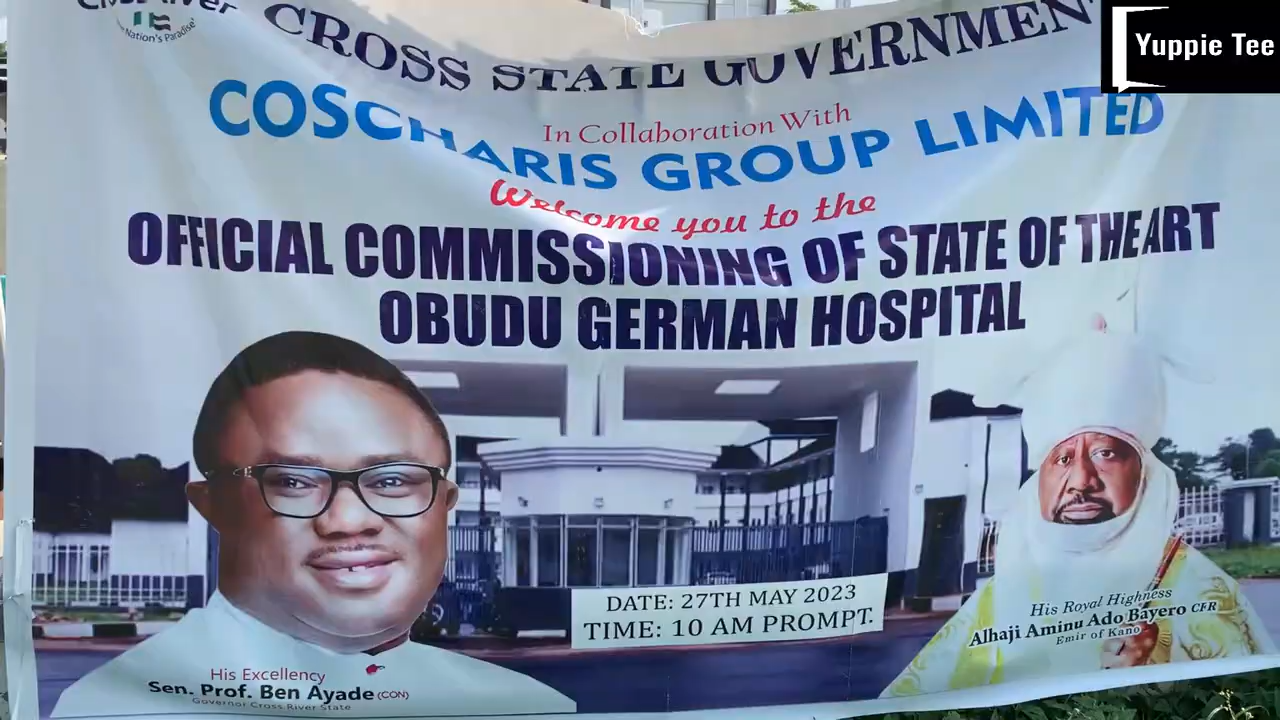 Nation's Paradise
CROSS STATE GOVERNMEN
In Collaboration With
COSCHARIS GROUP LIMITED
Welcome you to the
OFFICIAL COMMISSIONING OF STATE OF THE ART
OBUDU GERMAN HOSPITAL
DATE: 27TH MAY 2023
TIME: 10 AM PROMPT.
His Excellency
Sen. Prof. Ben Ayade (CON)
Governor Cross River State
His Royal Highness
Alhaji Aminu Ado Bayero CFR
Emir of Kano
Yuppie Tee